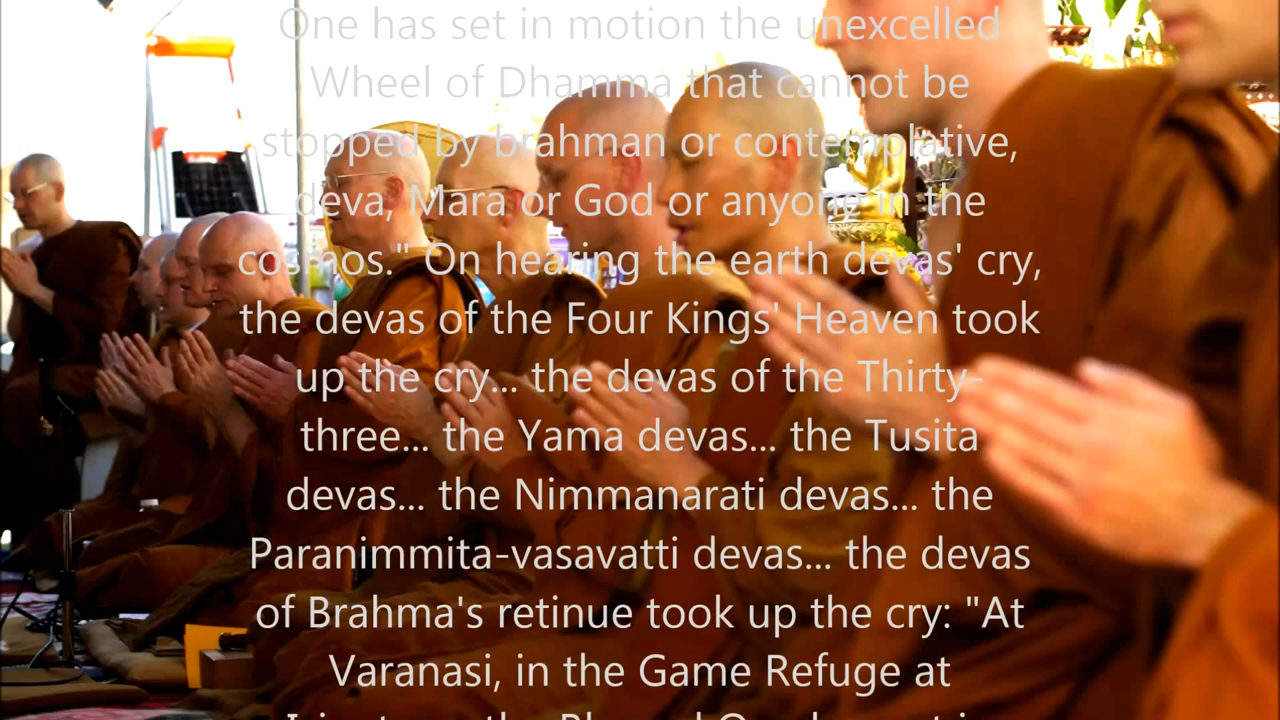 One has set in motion the unexcelled
Wheel of Dhamma that cannot be
stopped by brahman or contemplative,
deva, Mara or God or anyone in the
cosmos." On hearing the earth devas' cry,
the devas of the Four Kings' Heaven took
up the cry... the devas of the Thirty-
three... the Yama devas... the Tusita
devas... the Nimmanarati devas... the
Paranimmita-vasavatti devas... the devas
of Brahma's retinue took up the cry: "At
Varanasi, in the Game Refuge at